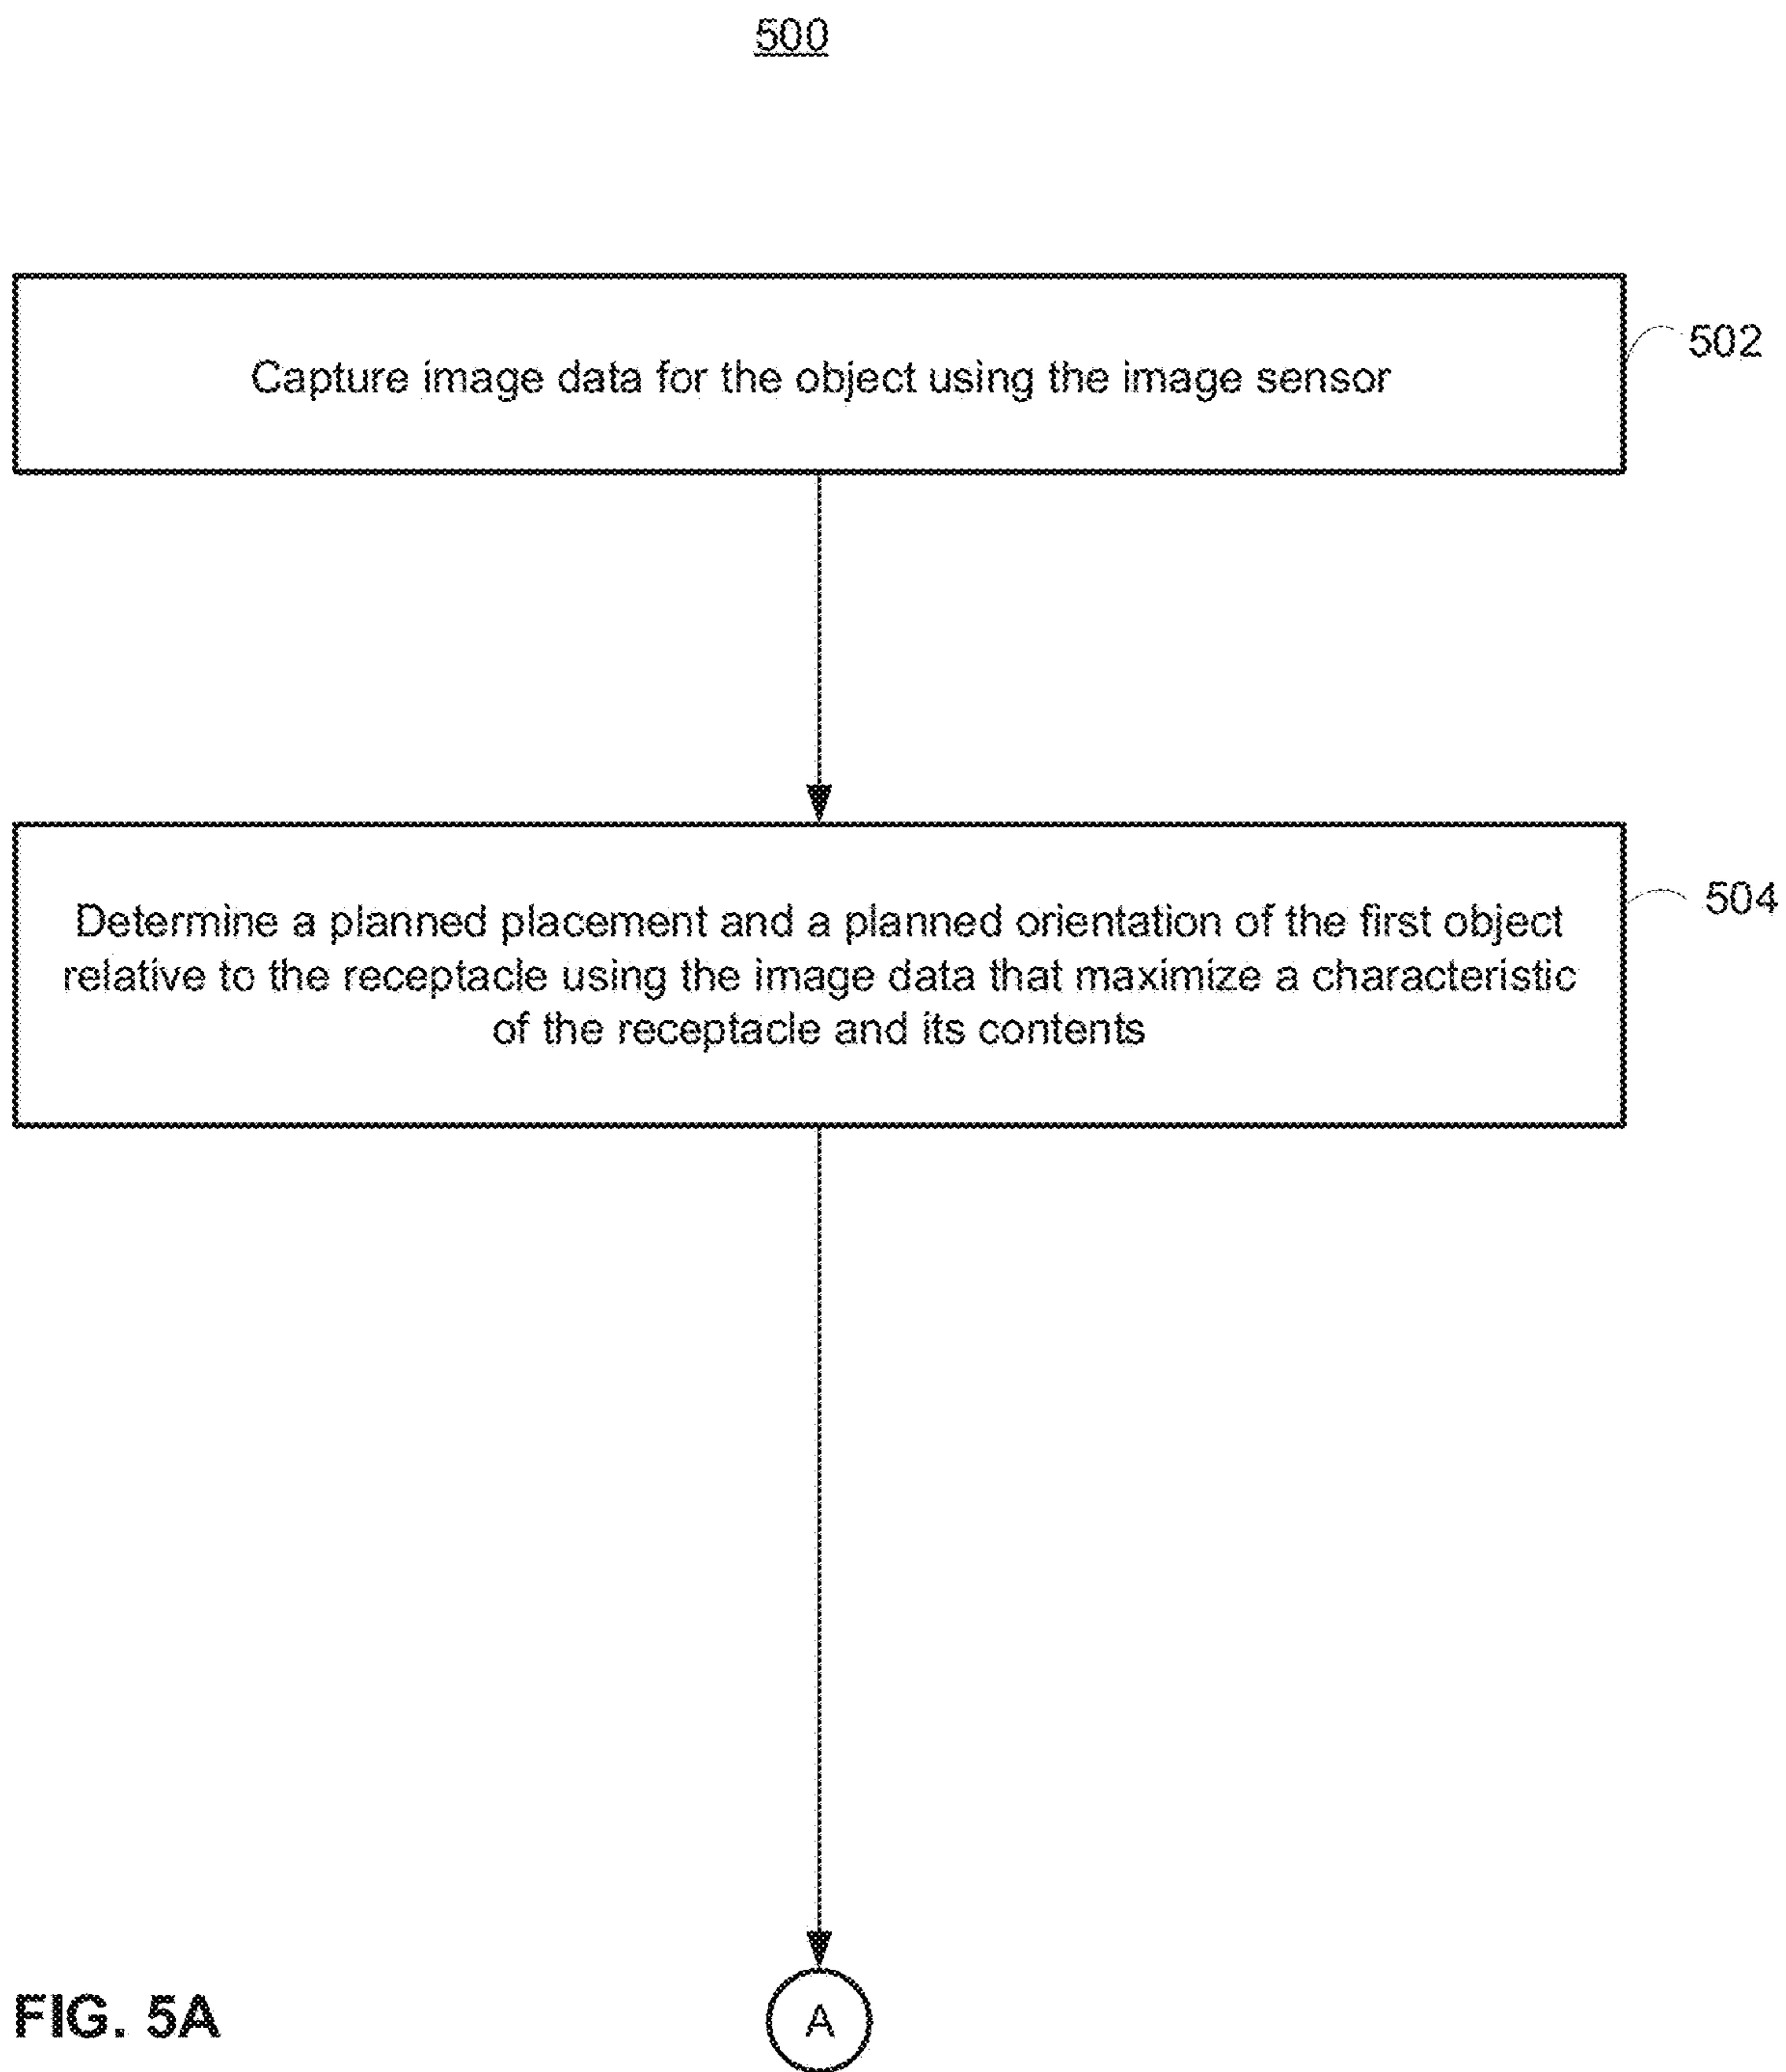 500
Capture image data for the object using the image sensor
502
Determine a planned placement and a planned orientation of the first object
relative to the receptacle using the image data that maximize a characteristic
of the receptacle and its contents
504
FIG. 5A
A